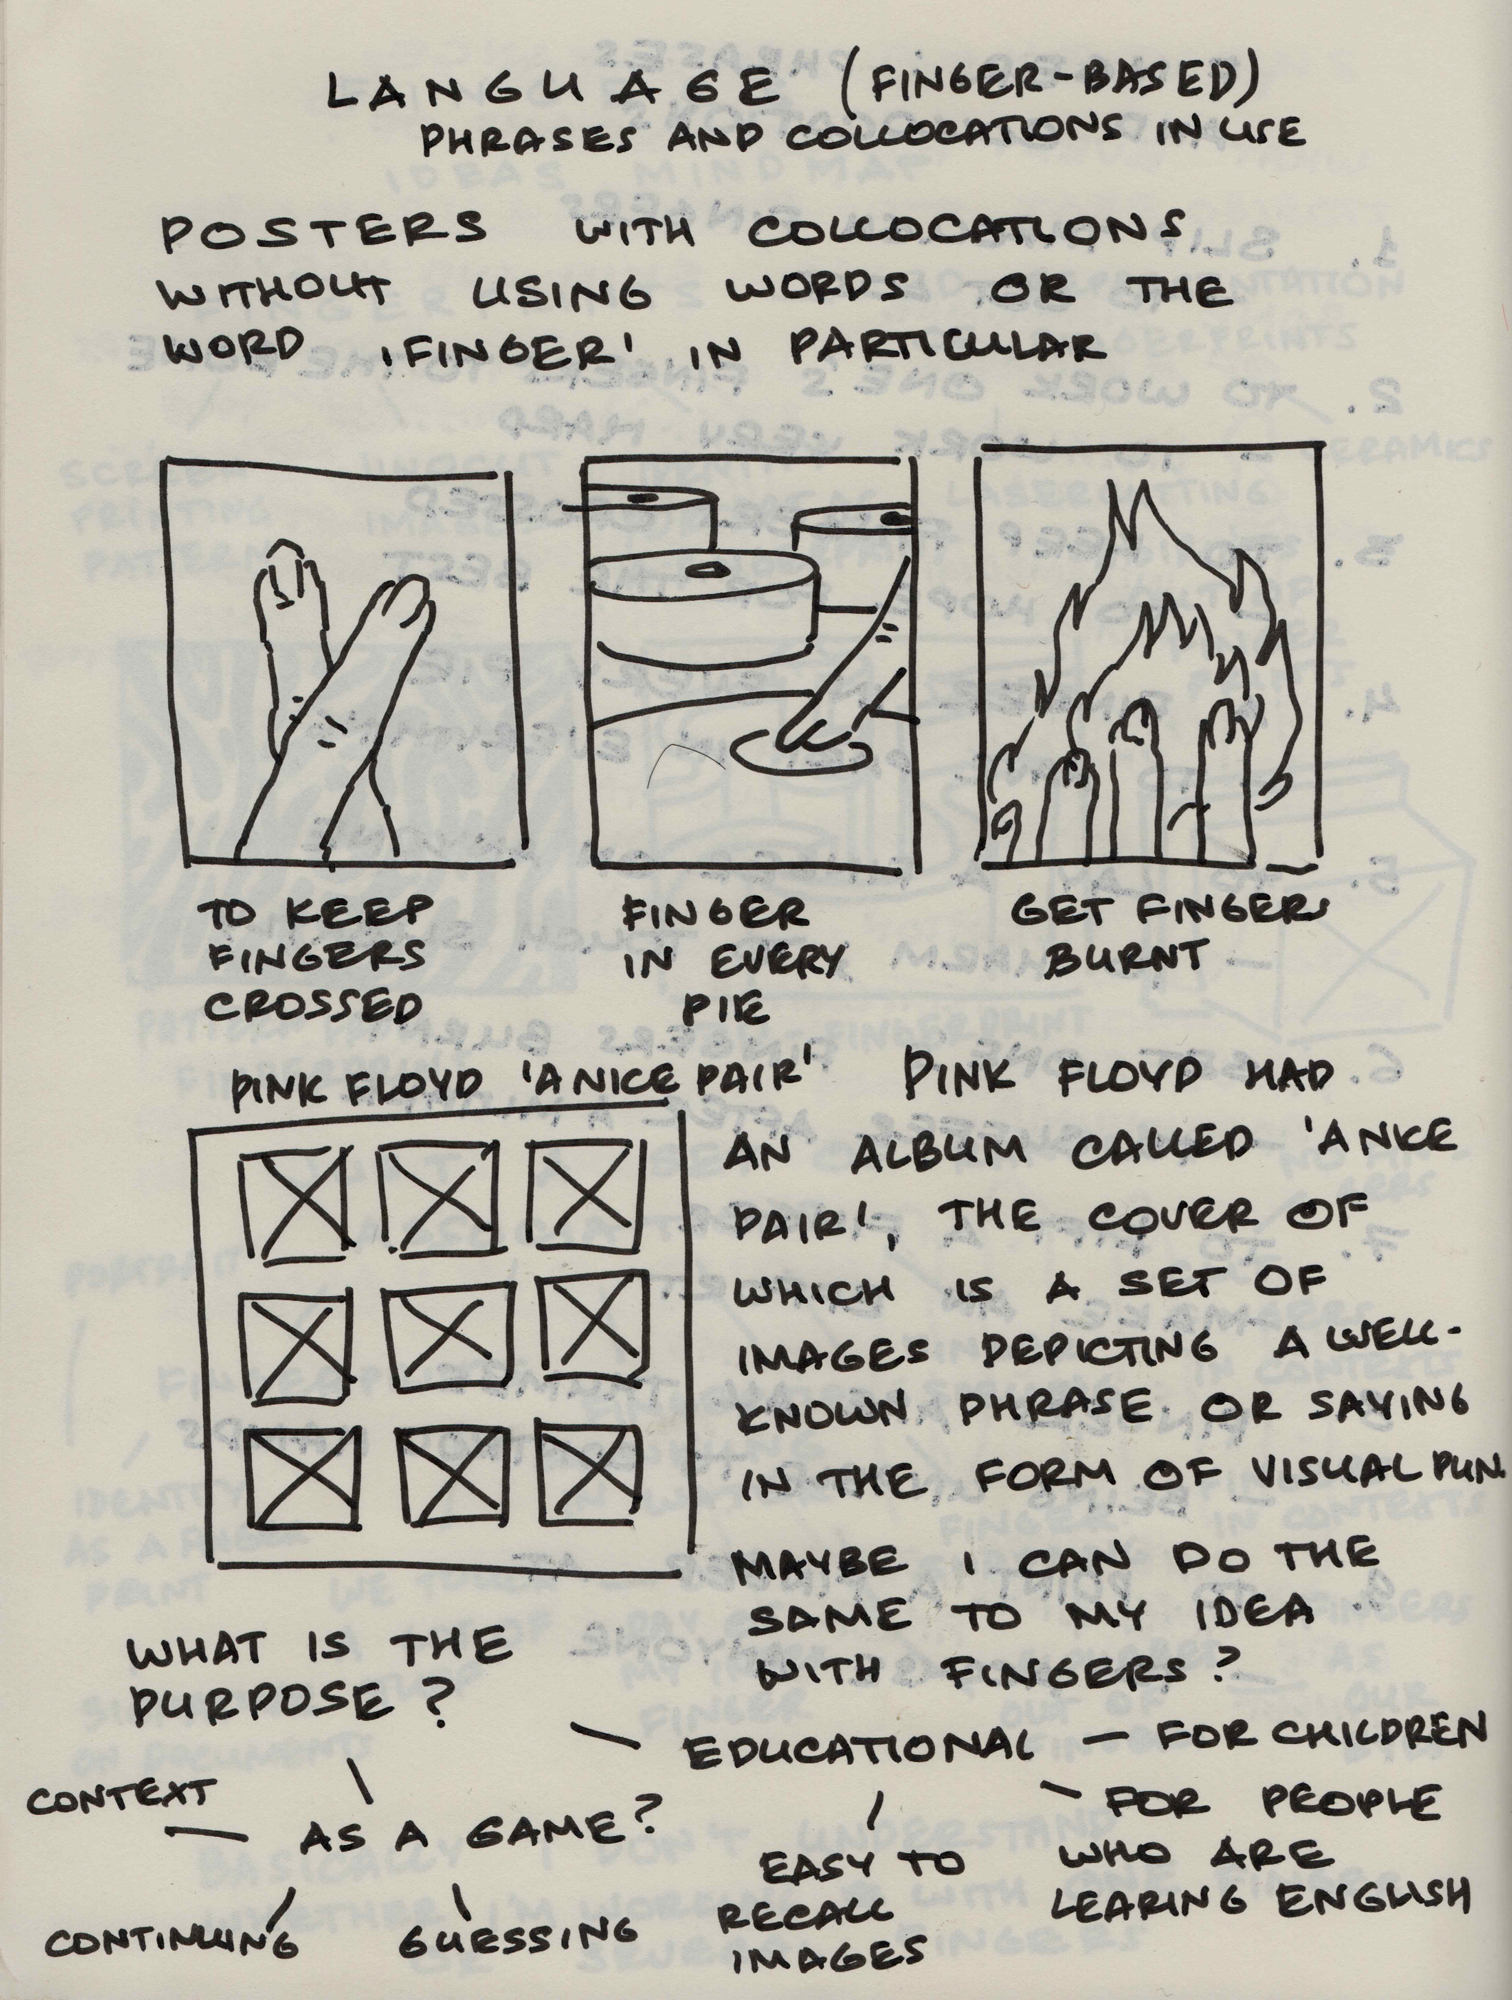 LANGUAGE (FINGER-BASED)
PHRASES AND COLLOCATIONS IN USE
POSTERS WITH COLLOCATIONS
WITHOUT USING WORDS OR THE
WORD 'FINGER' IN PARTICULAR
TO KEEP
FINGERS
CROSSED
FINGER
IN EVERY
PIE
GET FINGERS
BURNT
PINK FLOYD 'A NICE PAIR'
PINK FLOYD HAD
AN ALBUM CALLED 'A NICE
PAIR', THE COVER OF
WHICH IS A SET OF
IMAGES DEPICTING A WELL-
KNOWN PHRASE OR SAYING
IN THE FORM OF VISUAL PUN.
MAYBE I CAN DO THE
SAME TO MY IDEA
WITH FINGERS?
WHAT IS THE
PURPOSE?
EDUCATIONAL — FOR CHILDREN
FOR PEOPLE
WHO ARE
LEARING ENGLISH
EASY TO
RECALL
IMAGES
CONTEXT
— AS A GAME?
CONTINUING
GUESSING